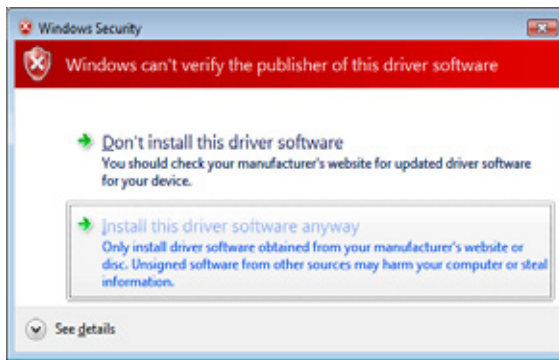 Windows Security
Windows can't verify the publisher of this driver software
Don't install this driver software
You should check your manufacturer's website for updated driver software
for your device.
Install this driver software anyway
Only install driver software obtained from your manufacturer's website or
disc. Unsigned software from other sources may harm your computer or steal
information.
See details